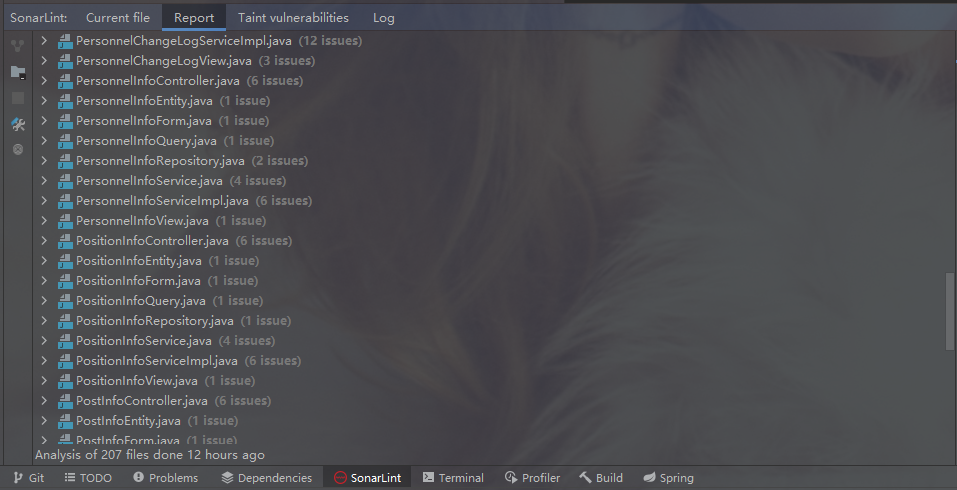 SonarLint: Current file Report Taint vulnerabilities Log
PersonnelChangeLogServiceImpl.java (12 issues)
PersonnelChangeLogView.java (3 issues)
PersonnelInfoController.java (6 issues)
PersonnelInfoEntity.java (1 issue)
PersonnelInfoForm.java (1 issue)
PersonnelInfoQuery.java (1 issue)
PersonnelInfoRepository.java (2 issues)
PersonnelInfoService.java (4 issues)
PersonnelInfoServiceImpl.java (6 issues)
PersonnelInfoView.java (1 issue)
PositionInfoController.java (6 issues)
PositionInfoEntity.java (1 issue)
PositionInfoForm.java (1 issue)
PositionInfoQuery.java (1 issue)
PositionInfoRepository.java (1 issue)
PositionInfoService.java (4 issues)
PositionInfoServiceImpl.java (6 issues)
PositionInfoView.java (1 issue)
PostInfoController.java (6 issues)
PostInfoEntity.java (1 issue)
PostInfoForm.java (1 issue)
Analysis of 207 files done 12 hours ago
Git TODO Problems Dependencies SonarLint Terminal Profiler Build Spring